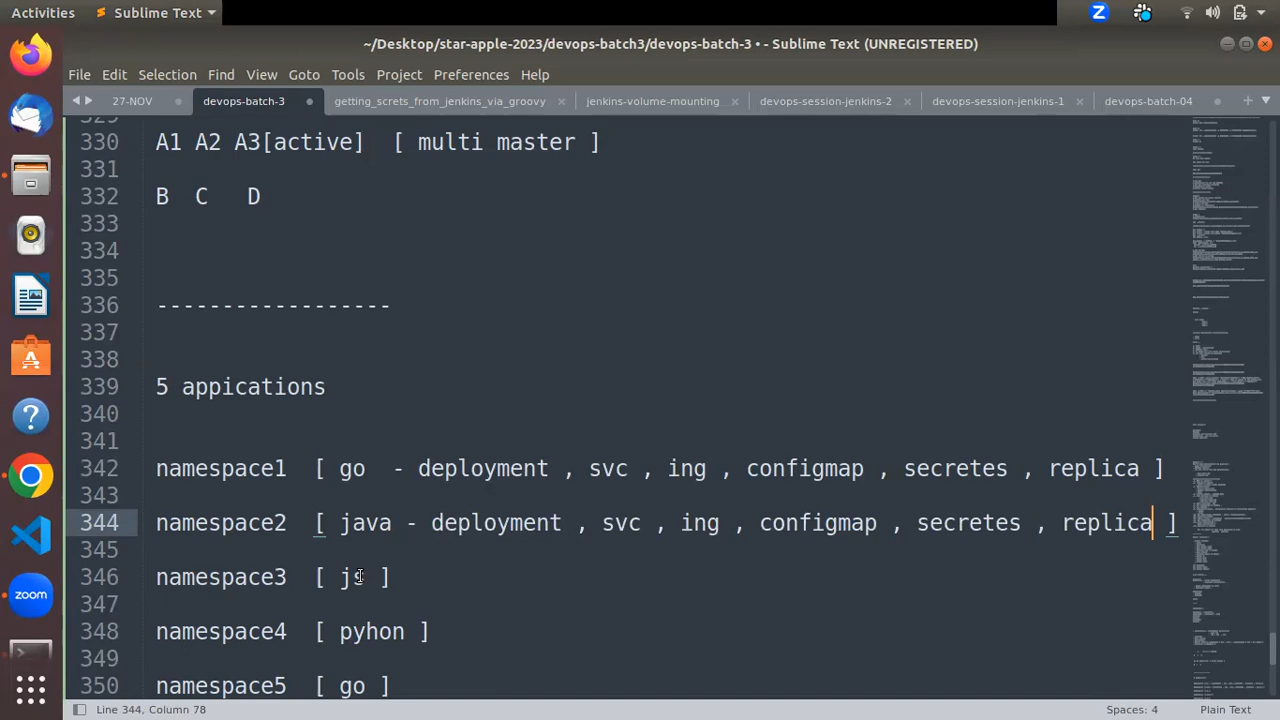 Activities Sublime Text
~/Desktop/star-apple-2023/devops-batch3/devops-batch-3 • - Sublime Text (UNREGISTERED)
File Edit Selection Find View Goto Tools Project Preferences Help
27-NOV devops-batch-3 getting_screts_from_jenkins_via_groovy jenkins-volume-mounting devops-session-jenkins-2 devops-session-jenkins-1 devops-batch-04
329
330 A1 A2 A3[active] [ multi master ]
331
332 B C D
333
334
335
336 ------------------
337
338
339 5 appications
340
341
342 namespace1 [ go - deployment , svc , ing , configmap , secretes , replica ]
343
344 namespace2 [ java - deployment , svc , ing , configmap , secretes , replica ]
345
346 namespace3 [ ]
347
348 namespace4 [ pyhon ]
349
350 namespace5 [ go ]
Line 344, Column 78 Spaces: 4 Plain Text
zoom